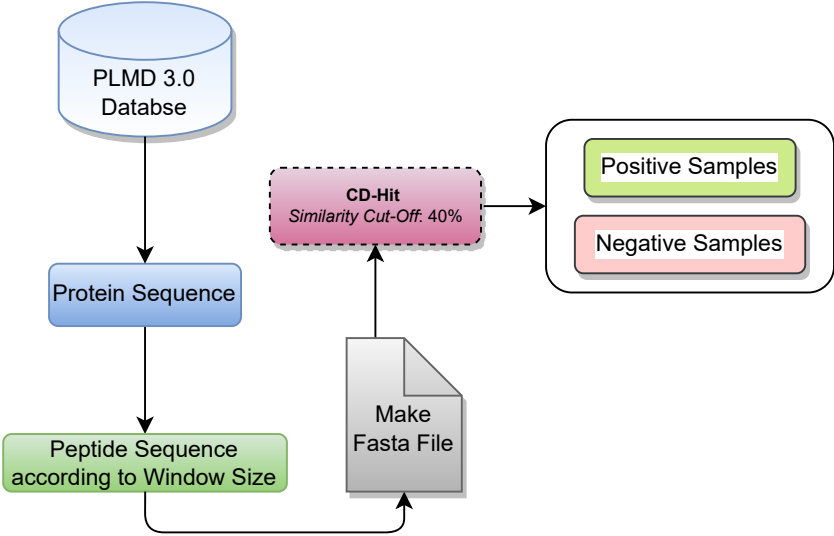 PLMD 3.0
Databse
Protein Sequence
Peptide Sequence
according to Window Size
Make
Fasta File
CD-Hit
Similarity Cut-Off: 40%
Positive Samples
Negative Samples